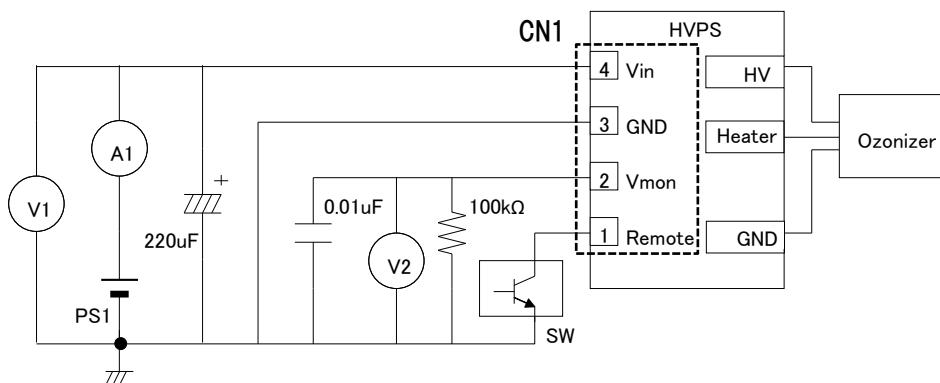 CN1
HVPS
4 Vin
HV
3 GND
A1
Heater
Ozonizer
+
2 Vmon
V1
0.01uF
100kΩ
220uF
V2
1 Remote
GND
PS1
SW